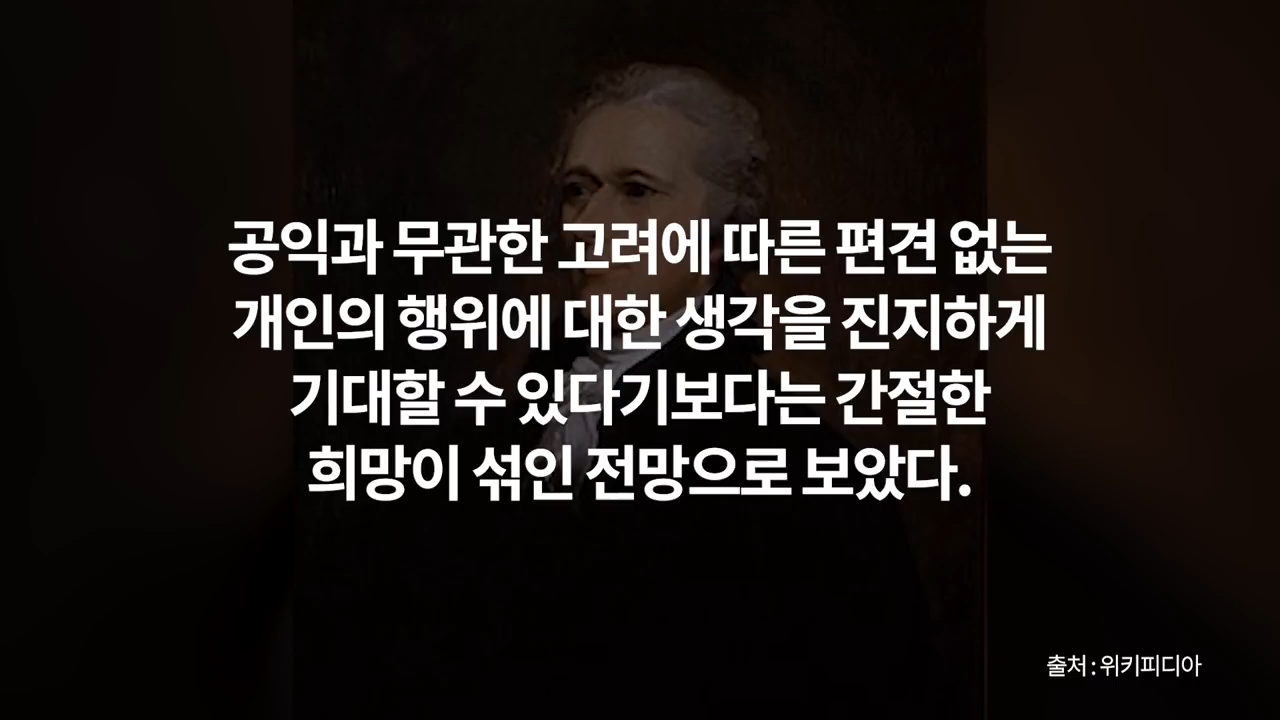 공익과 무관한 고려에 따른 편견 없는
개인의 행위에 대한 생각을 진지하게
기대할 수 있다기보다는 간절한
희망이 섞인 전망으로 보았다.
출처 : 위키피디아